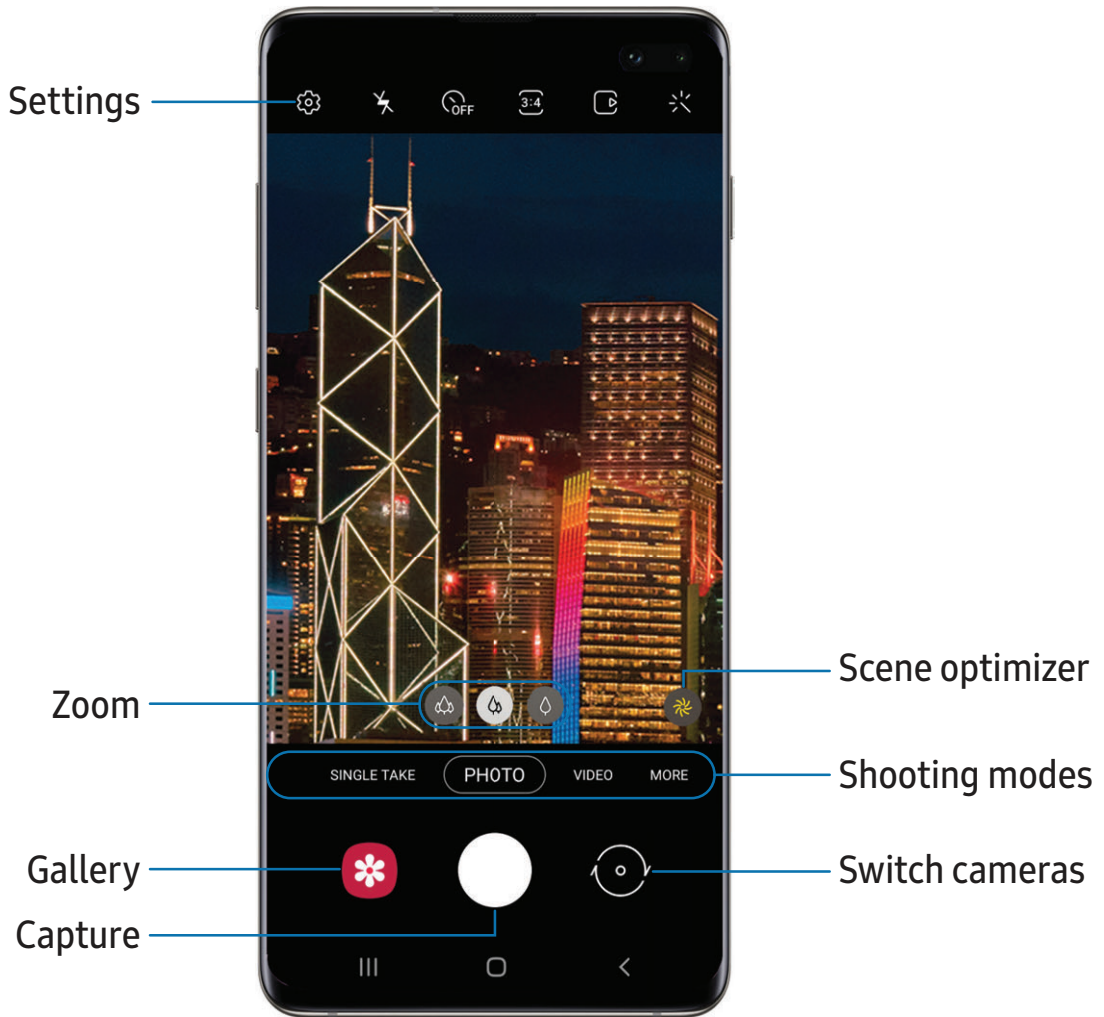 Settings
OFF
3:4
Zoom
Scene optimizer
SINGLE TAKE PHOTO VIDEO MORE
Shooting modes
Gallery
Switch cameras
Capture